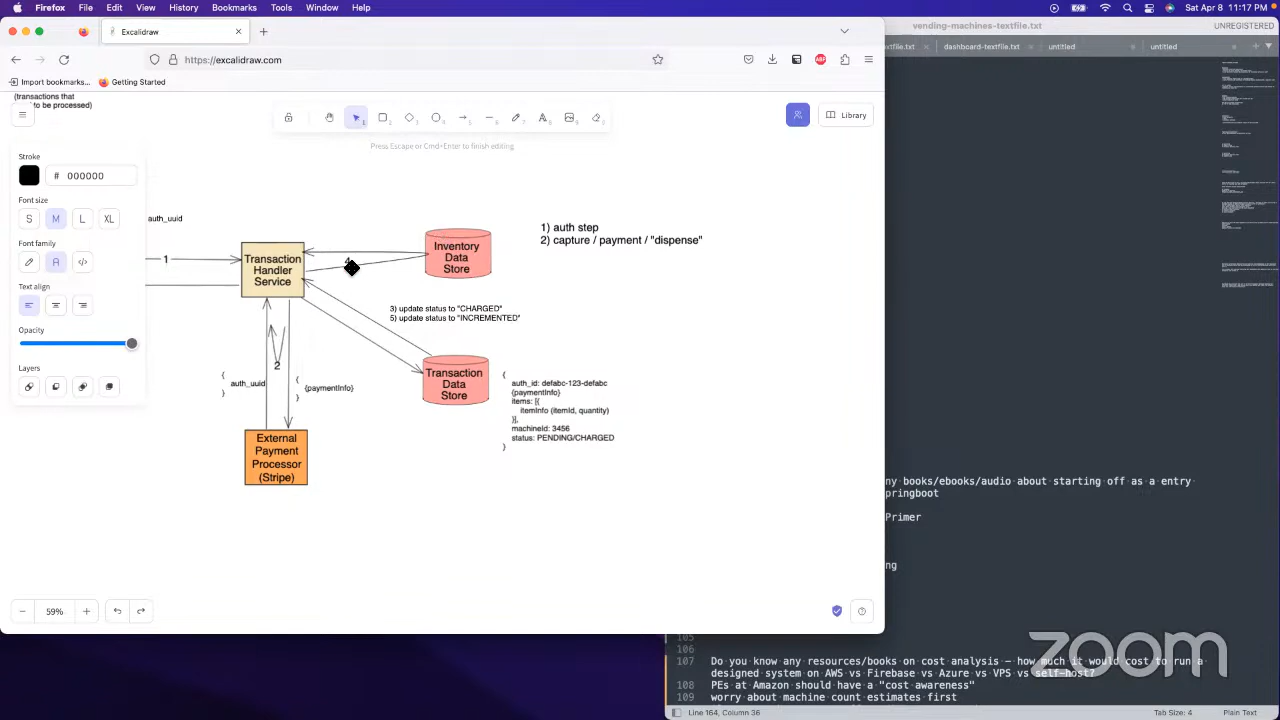 Firefox File Edit View History Bookmarks Tools Window Help
Sat Apr 8 11:17 PM
Excalidraw
vending-machines-textfile.txt
UNREGISTERED
extfile.txt
dashboard-textfile.txt
untitled
untitled
https://excalidraw.com
Import bookmarks...
Getting Started
(transactions that
to be processed)
Library
Press Escape or Cmd+Enter to finish editing
Stroke
# 000000
Font size
S M L XL
Font family
Text align
Opacity
Layers
auth_uuid
1
Transaction
Handler
Service
4
Inventory
Data
Store
1) auth step
2) capture / payment / "dispense"
3) update status to "CHARGED"
5) update status to "INCREMENTED"
2
{
auth_uuid
}
{
{paymentInfo}
}
Transaction
Data
Store
{
auth_id: defabc-123-defabc
{paymentInfo}
items: [{
itemInfo (itemId, quantity)
}],
machineId: 3456
status: PENDING/CHARGED
}
External
Payment
Processor
(Stripe)
59%
ny books/ebooks/audio about starting off as a entry
pringboot
Primer
ng
105
106
107 Do you know any resources/books on cost analysis – how much it would cost to run a
designed system on AWS vs Firebase vs Azure vs VPS vs self-host?
108 PEs at Amazon should have a "cost awareness"
109 worry about machine count estimates first
zoom
Line 164, Column 36
Tab Size: 4
Plain Text